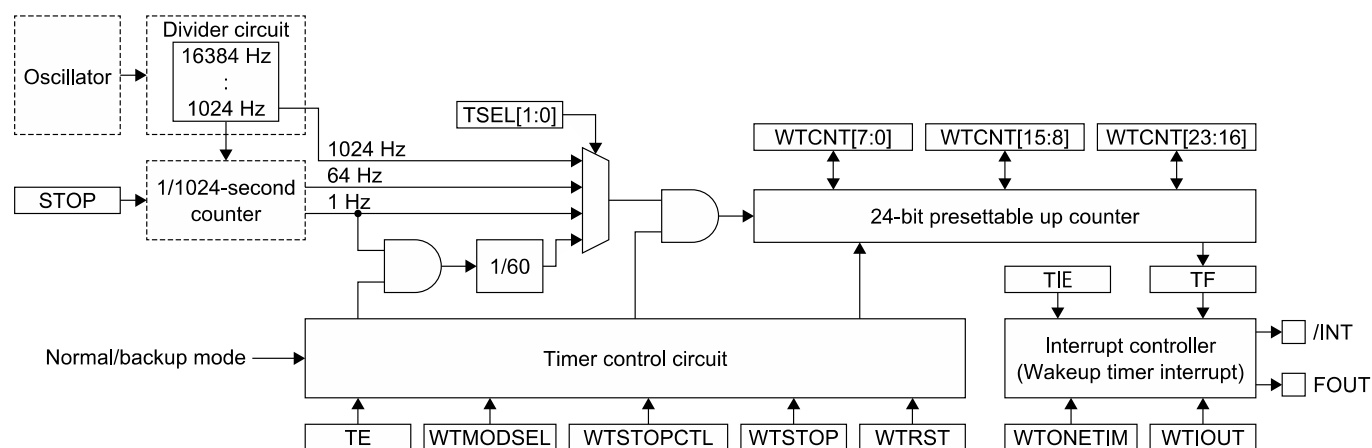 Divider circuit
Oscillator
16384 Hz
:
1024 Hz
TSEL[1:0]
WTCNT[7:0]
WTCNT[15:8]
WTCNT[23:16]
1024 Hz
64 Hz
1 Hz
STOP
1/1024-second
counter
24-bit presettable up counter
1/60
TIE
TF
Normal/backup mode
Timer control circuit
Interrupt controller
(Wakeup timer interrupt)
/INT
FOUT
TE
WTMODSEL
WTSTOPCTL
WTSTOP
WTRST
WTONETIM
WTIOUT